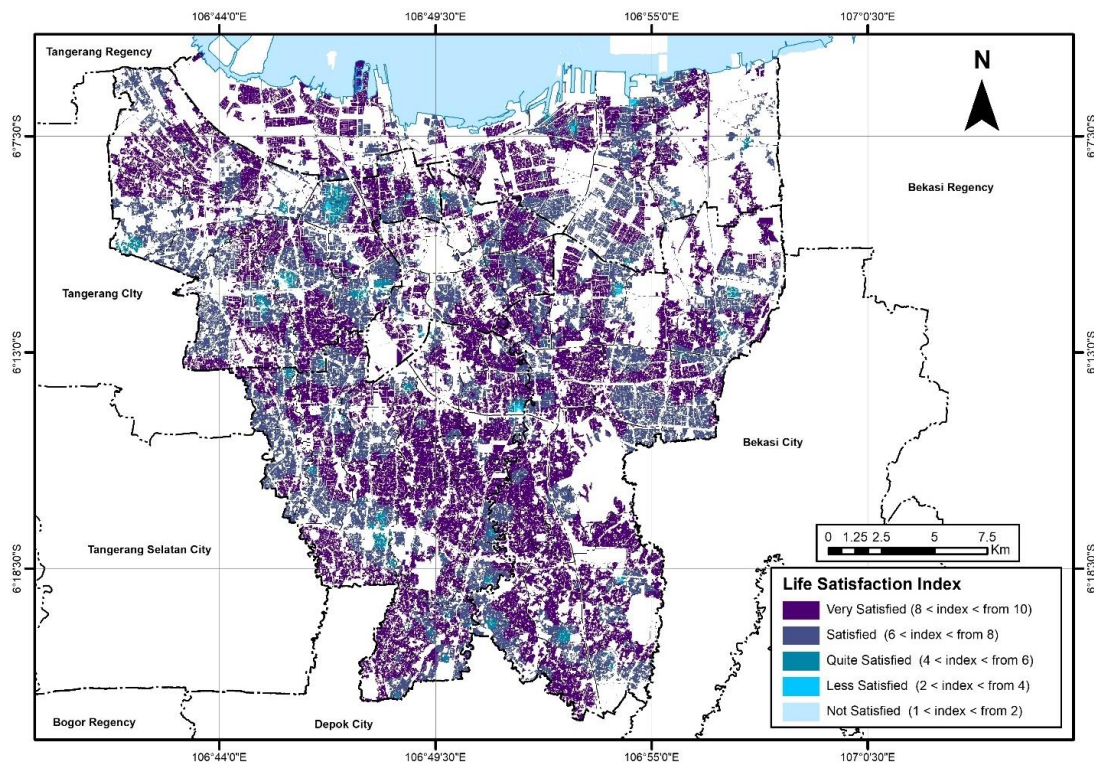 106°44'0"E 106°49'30"E 106°55'0"E 107°0'30"E
Tangerang Regency
N
6°7'30"S 6°7'30"S
Bekasi Regency
Tangerang CIty
6°13'0"S 6°13'0"S
Bekasi City
Tangerang Selatan City
0 1.25 2.5 5 7.5
Km
6°18'30"S 6°18'30"S
Life Satisfaction Index
Very Satisfied (8 < index < from 10)
Satisfied (6 < index < from 8)
Quite Satisfied (4 < index < from 6)
Less Satisfied (2 < index < from 4)
Not Satisfied (1 < index < from 2)
Bogor Regency
Depok City
106°44'0"E 106°49'30"E 106°55'0"E 107°0'30"E